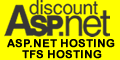 discount
ASP.net
ASP.NET HOSTING
TFS HOSTING